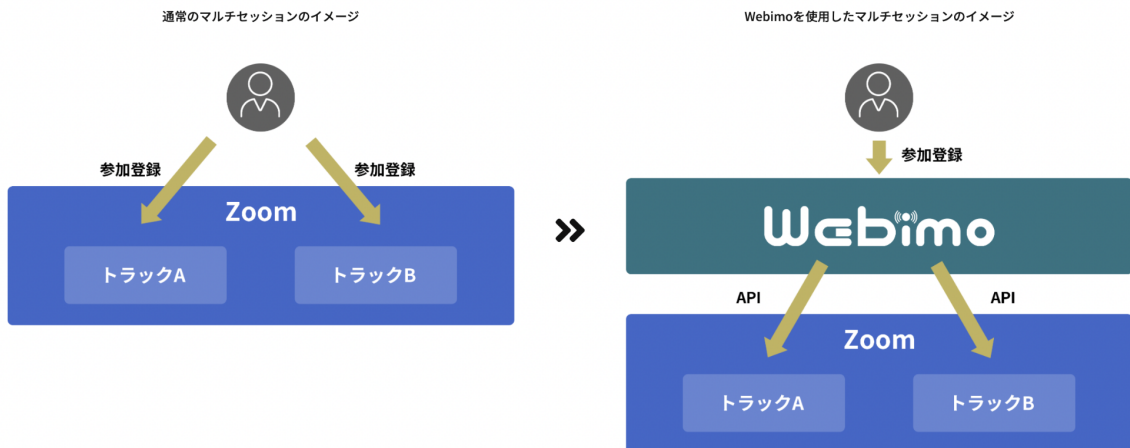 通常のマルチセッションのイメージ
参加登録
参加登録
Zoom
トラックA
トラックB
Webimoを使用したマルチセッションのイメージ
参加登録
Webimo
API
API
Zoom
トラックA
トラックB